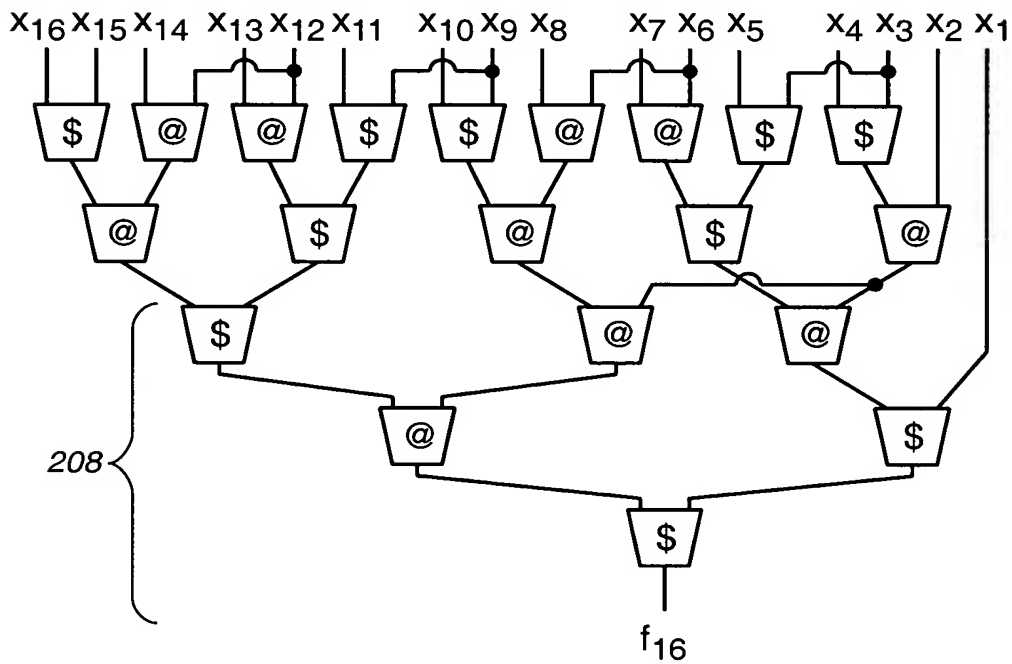 x16 x15 x14 x13 x12 x11 x10 x9 x8 x7 x6 x5 x4 x3 x2 x1
$ @ @ $ $ @ @ $ $
@ $ @ $ @
$ @ @
@ $
208
$
f16